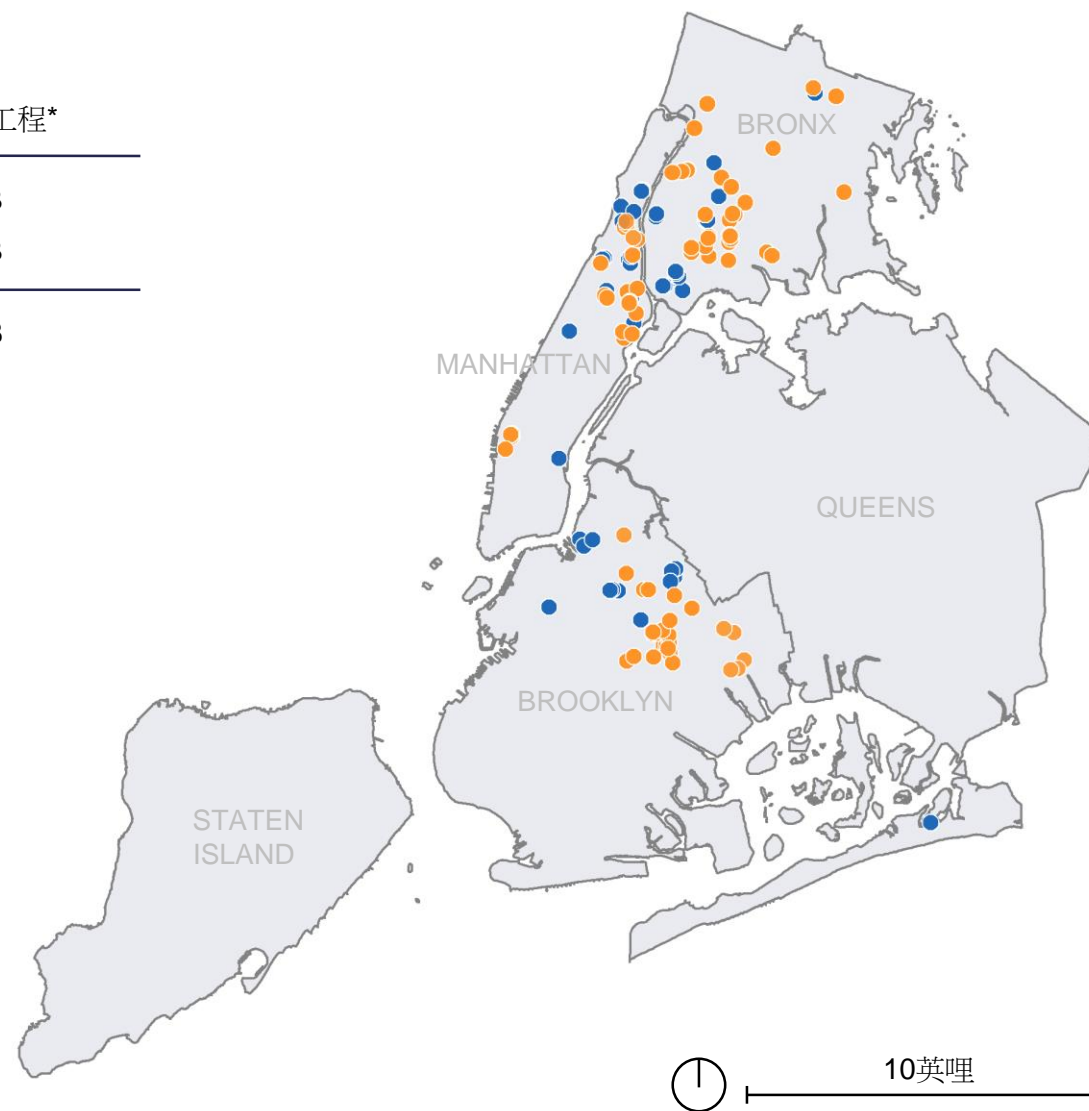 工程*
BRONX
MANHATTAN
QUEENS
BROOKLYN
STATEN
ISLAND
10英哩